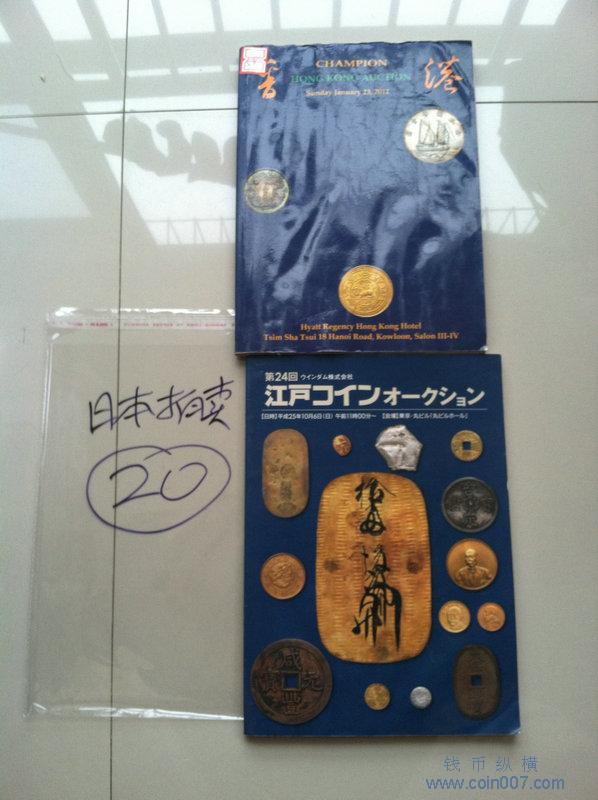 CHAMPION
HONG KONG AUCTION
Sunday January 22, 2012
香港
Hyatt Regency Hong Kong Hotel
Tsim Sha Tsui 18 Hanoi Road, Kowloon, Salon III-IV
第24回 ウインダム株式会社
江戸コインオークション
【日時】平成25年10月6日(日) 午前11時00分~ 【会場】東京・丸ビル「丸ビルホール」
日本拍卖
20
咸豐元寳
钱币纵横
www.coin007.com